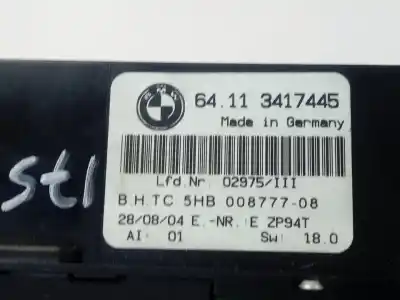 BMW
64.11 3417445
Made in Germany
Lfd.Nr. 02975/III
B.H.TC 5HB 008777-08
28/08/04 E.-NR.:E ZP94T
AI: 01 SW: 18.0